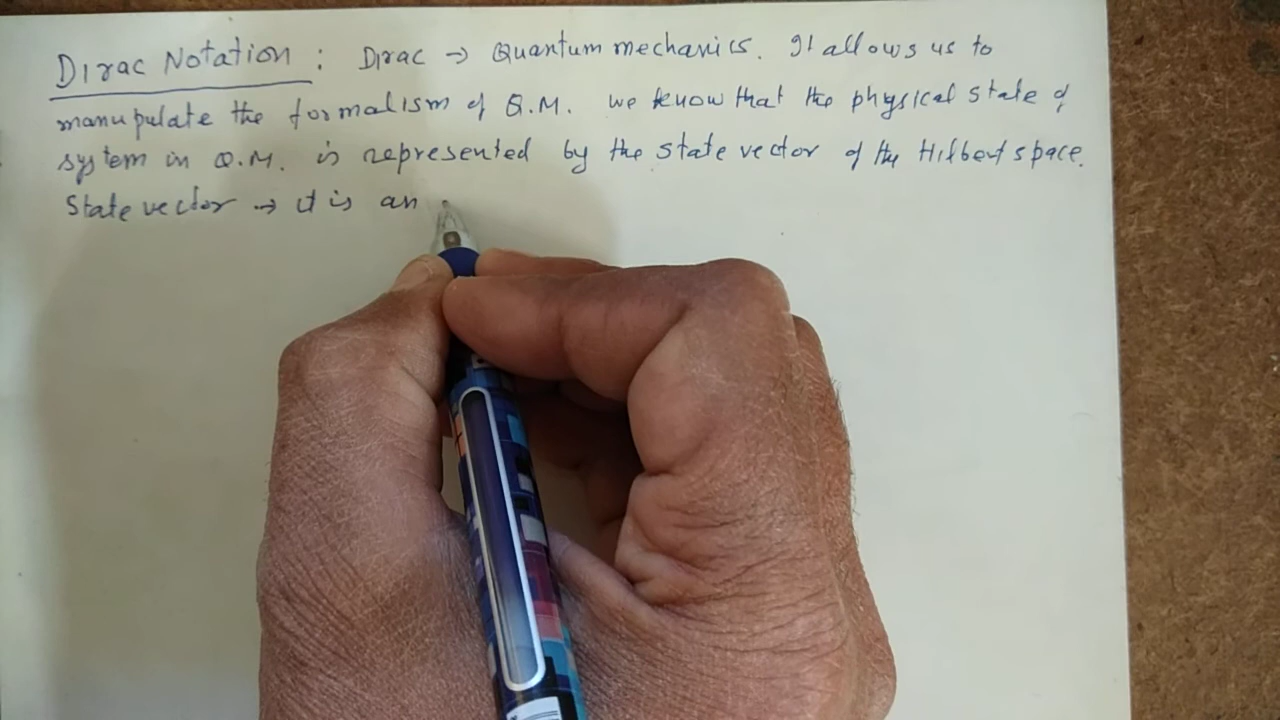 Dirac Notation : Dirac → Quantum mechanics. It allows us to
manupulate the formalism of Q.M. we know that the physical state of
system in Q.M. is represented by the state vector of the Hilbert space.
State vector → it is an